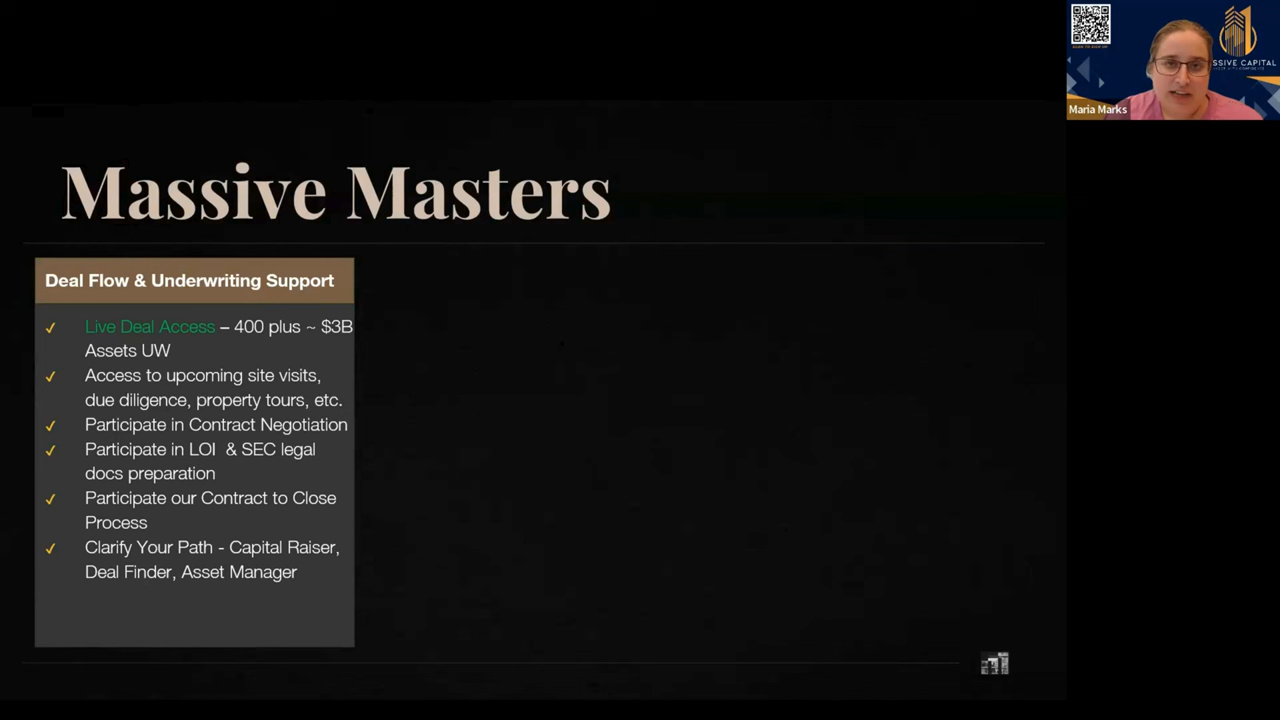 SSIVE CAPITAL
Maria Marks
Massive Masters
Deal Flow & Underwriting Support
✓ Live Deal Access – 400 plus ~ $3B
Assets UW
✓ Access to upcoming site visits,
due diligence, property tours, etc.
✓ Participate in Contract Negotiation
✓ Participate in LOI & SEC legal
docs preparation
✓ Participate our Contract to Close
Process
✓ Clarify Your Path - Capital Raiser,
Deal Finder, Asset Manager